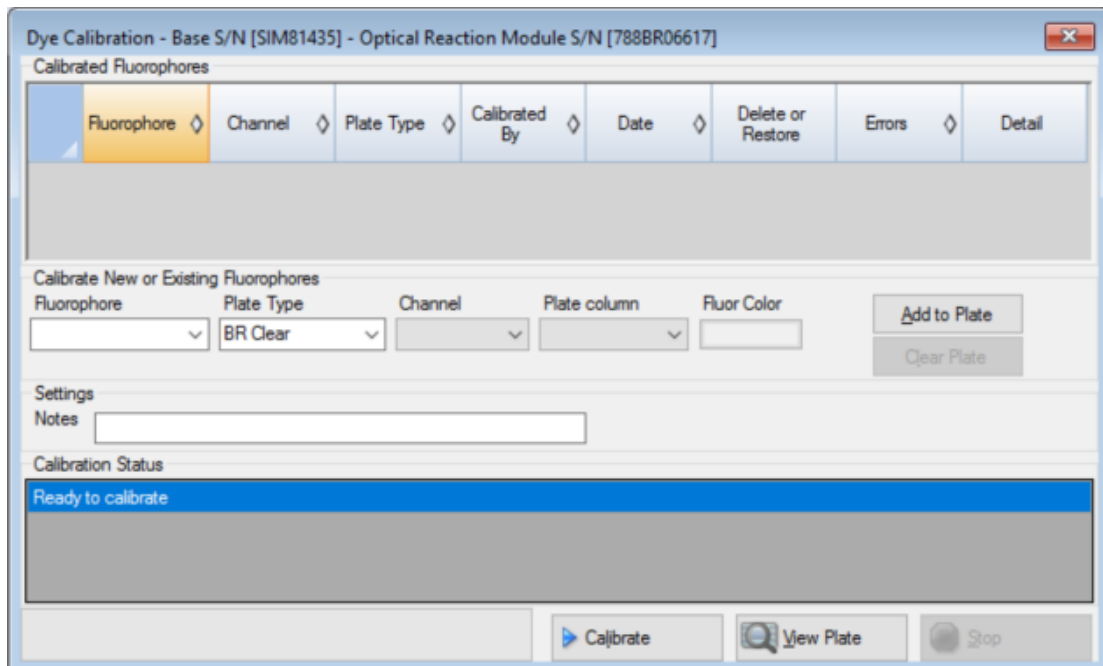 Dye Calibration - Base S/N [SIM81435] - Optical Reaction Module S/N [788BR06617]
Calibrated Fluorophores
Fluorophore Channel Plate Type Calibrated By Date Delete or Restore Errors Detail
Calibrate New or Existing Fluorophores
Fluorophore Plate Type Channel Plate column Fluor Color
BR Clear
Add to Plate
Clear Plate
Settings
Notes
Calibration Status
Ready to calibrate
Calibrate View Plate Stop